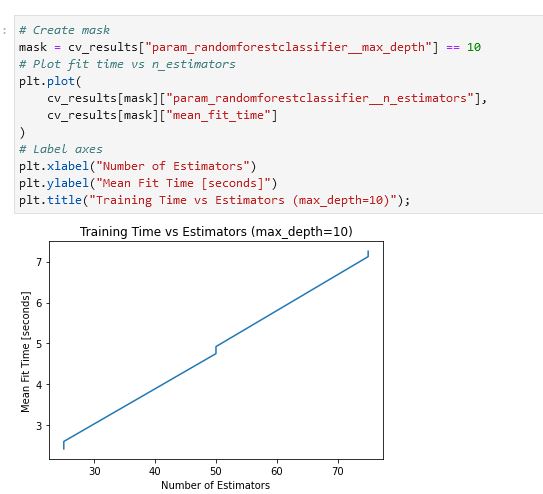 :
# Create mask
mask = cv_results["param_randomforestclassifier__max_depth"] == 10
# Plot fit time vs n_estimators
plt.plot(
    cv_results[mask]["param_randomforestclassifier__n_estimators"],
    cv_results[mask]["mean_fit_time"]
)
# Label axes
plt.xlabel("Number of Estimators")
plt.ylabel("Mean Fit Time [seconds]")
plt.title("Training Time vs Estimators (max_depth=10)");
Training Time vs Estimators (max_depth=10)
Mean Fit Time [seconds]
7
6
5
4
3
30 40 50 60 70
Number of Estimators